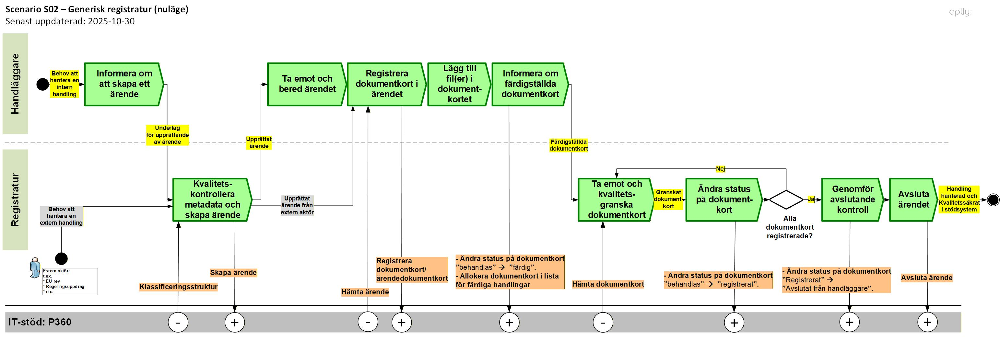 Scenario S02 – Generisk registratur (nuläge)
Senast uppdaterad: 2025-10-30
aptly:
Handläggare
Behov att
hantera en
intern
handling
Informera om
att skapa ett
ärende
Ta emot och
bered ärendet
Registrera
dokumentkort i
ärendet
Lägg till
fil(er) i
dokument-
kortet
Informera om
färdigställda
dokumentkort
Underlag
för upprättande
av ärende
Upprättat
ärende
Färdigställda
dokumentkort
Registratur
Behov att
hantera en
extern handling
Kvalitets-
kontrollera
metadata och
skapa ärende
Upprättat
ärende från
extern aktör
Nej
Ta emot och
kvalitets-
granska
dokumentkort
Granskat
dokument
kort
Ändra status
på dokument-
kort
Ja
Alla
dokumentkort
registrerade?
Genomför
avslutande
kontroll
Avsluta
ärendet
Handling
hanterad och
Kvalitetssäkrat
i stödsystem
Extern aktör:
t.ex.
* EU-rev
* Regeringsuppdrag
* etc.
Klassificeringsstruktur
Skapa ärende
Hämta ärende
Registrera
dokumentkort/
ärendedokumentkort
- Ändra status på dokumentkort
”behandlas” → ”färdig”.
- Allokera dokumentkort i lista
för färdiga handlingar
Hämta dokumentkort
- Ändra status på dokumentkort
”behandlas” → ”registrerat”.
- Ändra status på dokumentkort
”Registrerat” →
”Avslutat från handläggare”.
Avsluta ärende
IT-stöd: P360
- + - + + - + + +